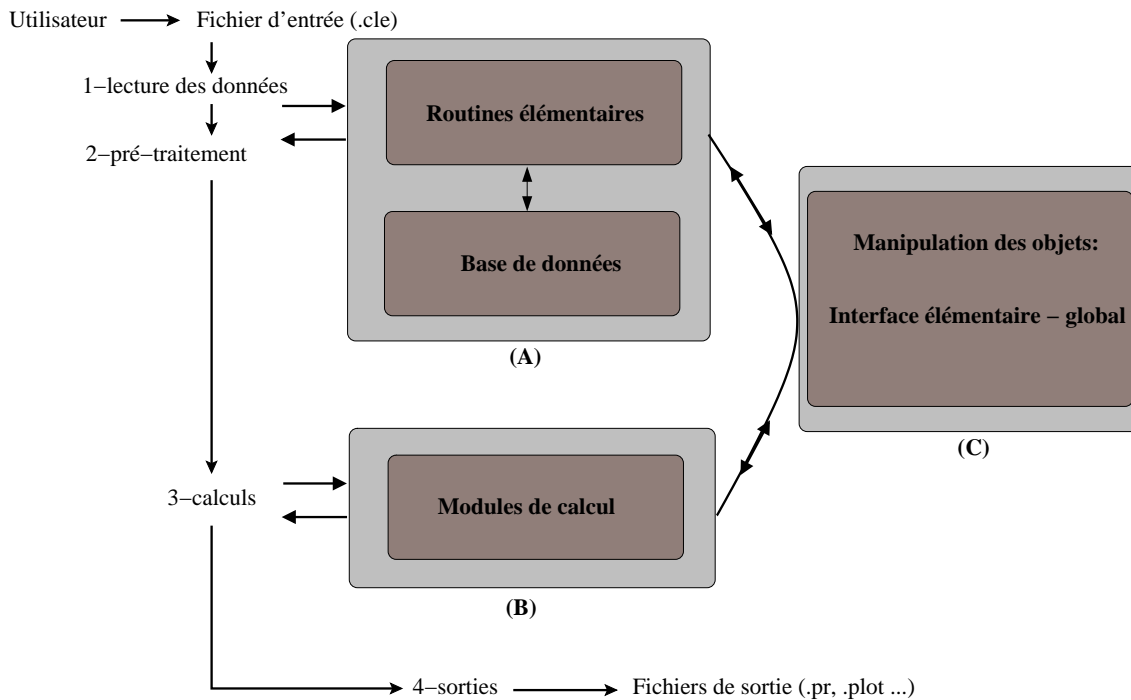 Utilisateur
Fichier d'entrée (.cle)
1–lecture des données
2–pré–traitement
Routines élémentaires
Base de données
(A)
Manipulation des objets:
Interface élémentaire – global
(C)
3–calculs
Modules de calcul
(B)
4–sorties
Fichiers de sortie (.pr, .plot ...)